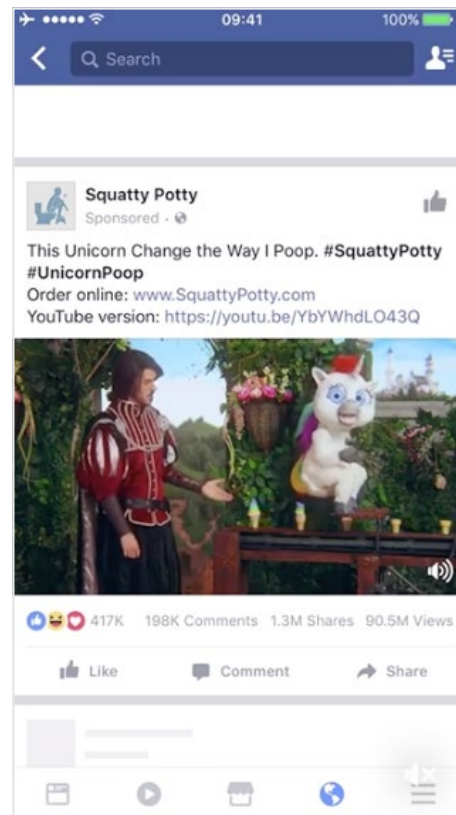 09:41
100%
Search
Squatty Potty
Sponsored ·
This Unicorn Change the Way I Poop. #SquattyPotty
#UnicornPoop
Order online: www.SquattyPotty.com
YouTube version: https://youtu.be/YbYWhdLO43Q
417K 198K Comments 1.3M Shares 90.5M Views
Like Comment Share